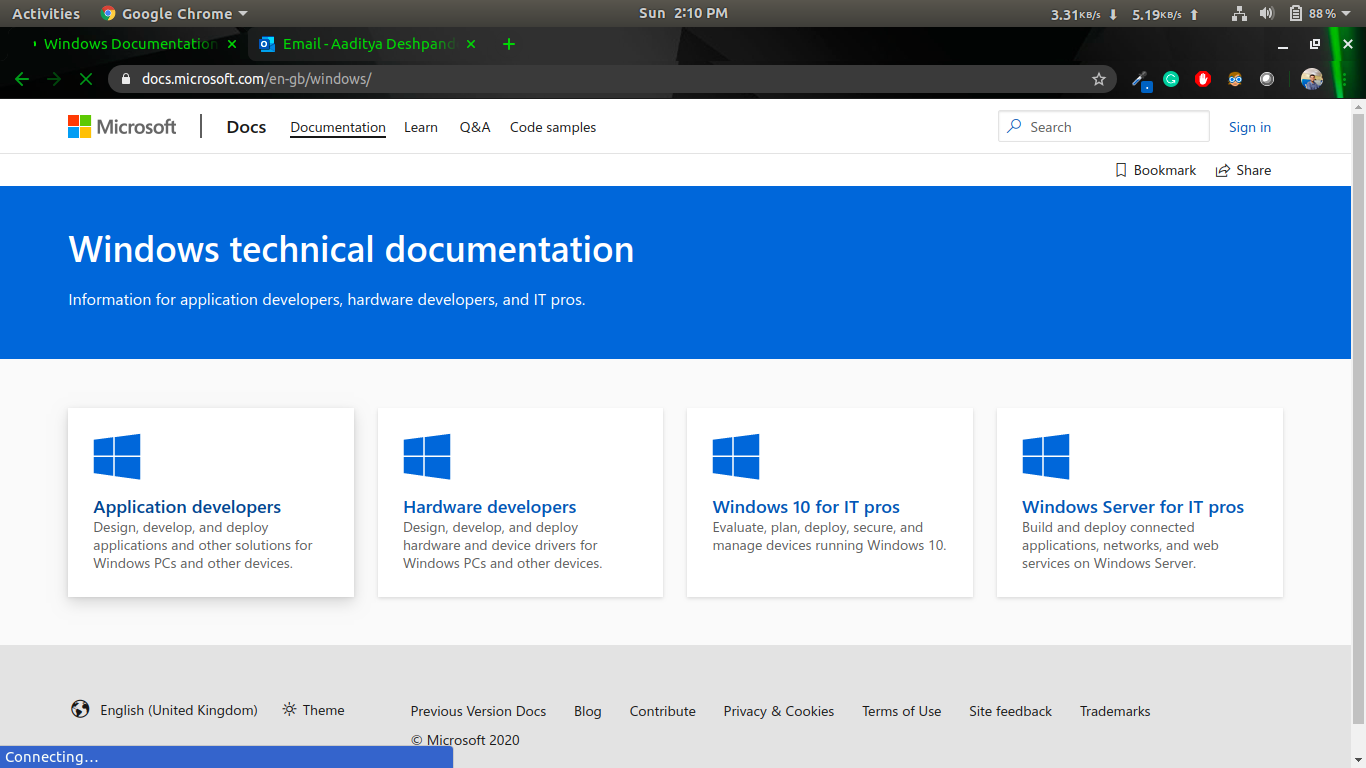 Activities Google Chrome Sun 2:10 PM 3.31KB/s 5.19KB/s 88%
Windows Documentation Email - Aaditya Deshpand
docs.microsoft.com/en-gb/windows/
Microsoft Docs Documentation Learn Q&A Code samples Search Sign in
Bookmark Share
Windows technical documentation
Information for application developers, hardware developers, and IT pros.
Application developers
Design, develop, and deploy
applications and other solutions for
Windows PCs and other devices.
Hardware developers
Design, develop, and deploy
hardware and device drivers for
Windows PCs and other devices.
Windows 10 for IT pros
Evaluate, plan, deploy, secure, and
manage devices running Windows 10.
Windows Server for IT pros
Build and deploy connected
applications, networks, and web
services on Windows Server.
English (United Kingdom) Theme
Previous Version Docs Blog Contribute Privacy & Cookies Terms of Use Site feedback Trademarks
© Microsoft 2020
Connecting…